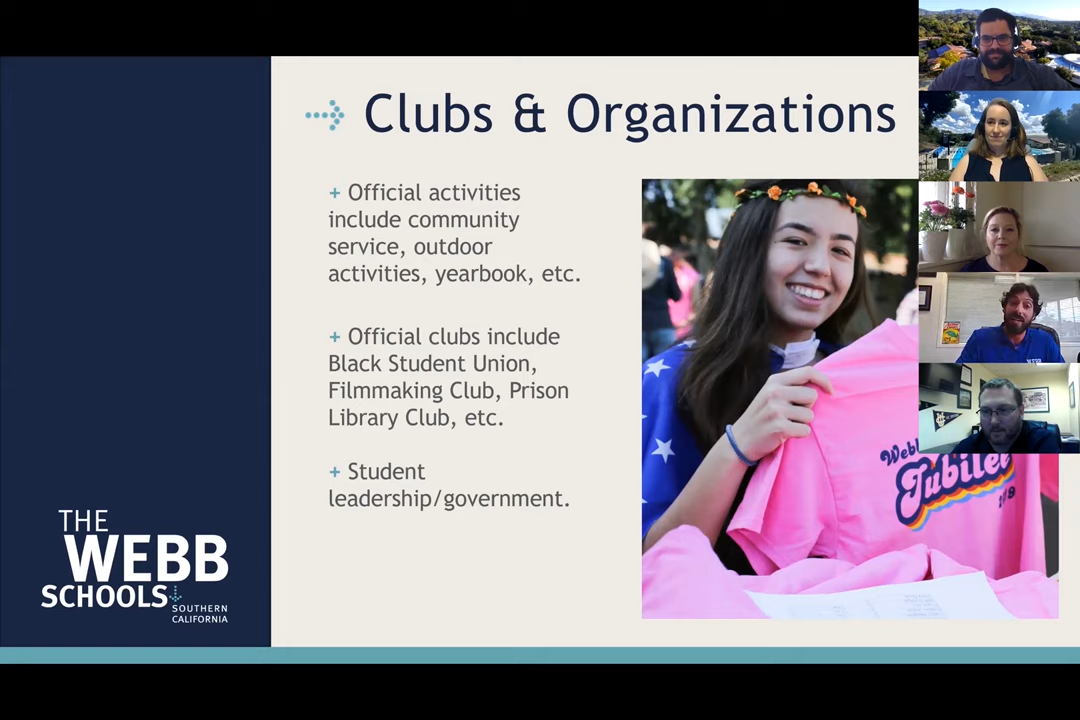 Clubs & Organizations
+ Official activities
include community
service, outdoor
activities, yearbook, etc.
+ Official clubs include
Black Student Union,
Filmmaking Club, Prison
Library Club, etc.
+ Student
leadership/government.
THE
WEBB
SCHOOLS
SOUTHERN
CALIFORNIA
Jubilee